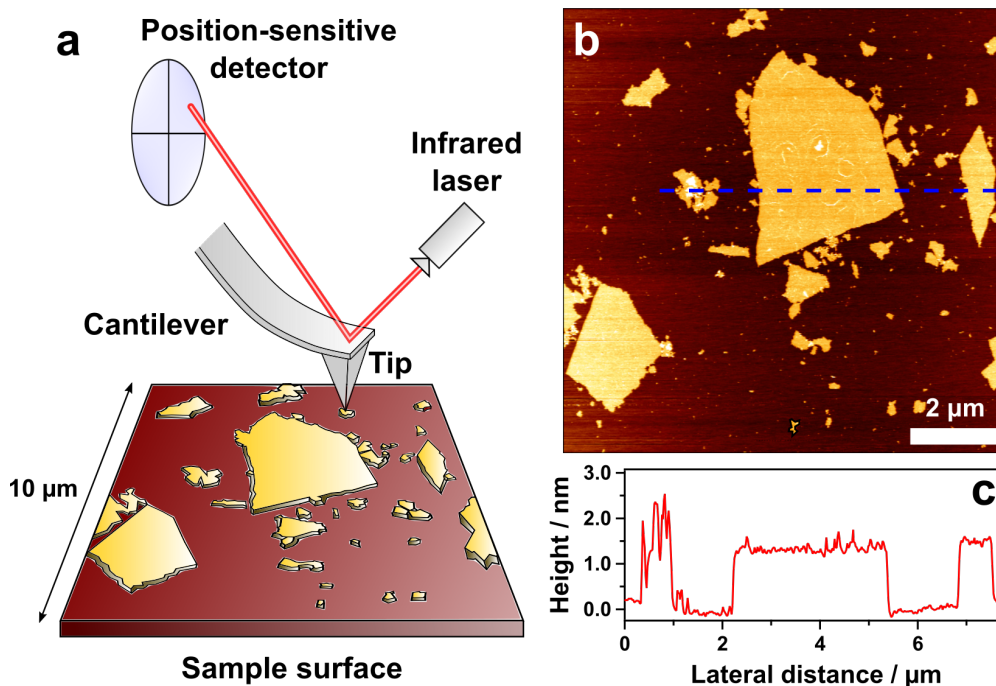 a
Position-sensitive
detector
Infrared
laser
Cantilever
Tip
10 µm
Sample surface
b
2 µm
c
Height / nm
3.0
2.0
1.0
0.0
0
2
4
6
Lateral distance / µm